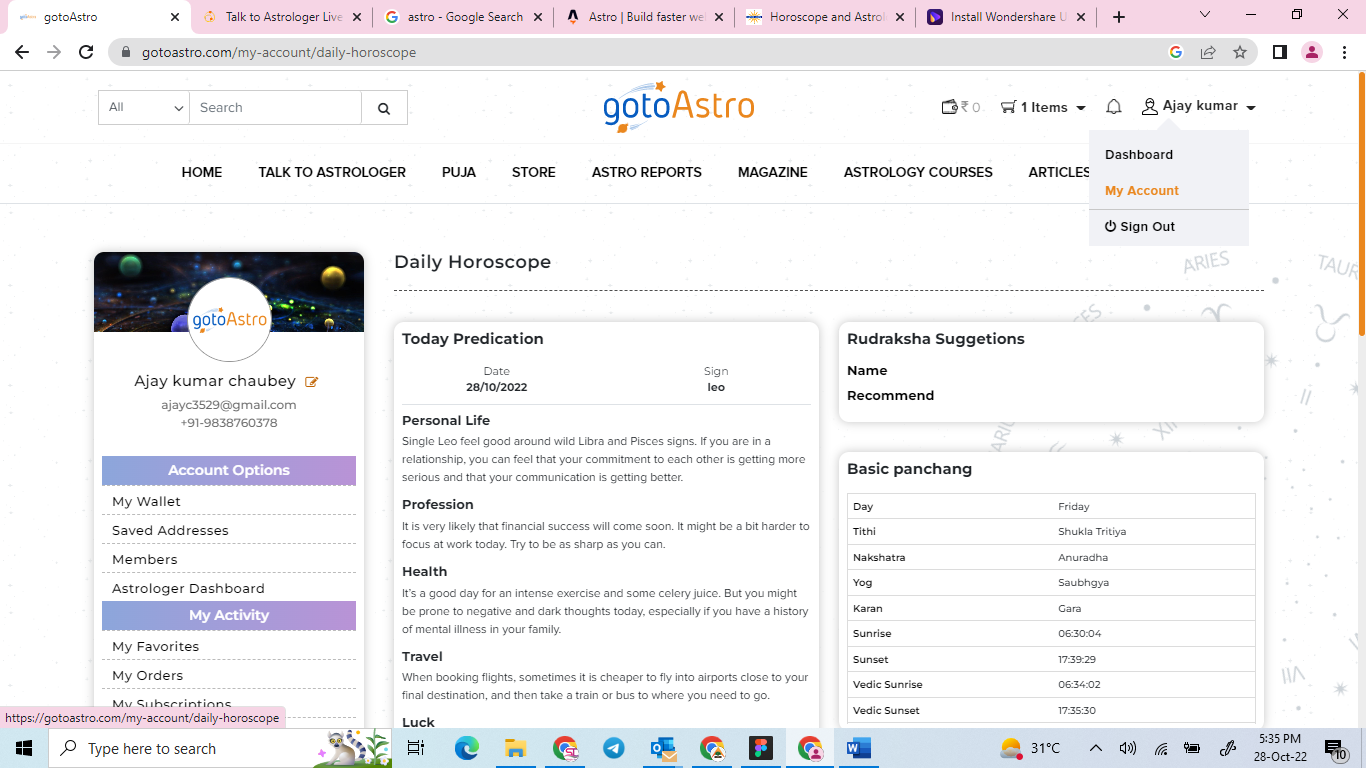 gotoAstro
Talk to Astrologer Live
astro - Google Search
Astro | Build faster we
Horoscope and Astrol
Install Wondershare U
gotoastro.com/my-account/daily-horoscope
All
Search
gotoAstro
₹ 0
1 Items
Ajay kumar
Dashboard
My Account
Sign Out
HOME
TALK TO ASTROLOGER
PUJA
STORE
ASTRO REPORTS
MAGAZINE
ASTROLOGY COURSES
ARTICLES
gotoAstro
Ajay kumar chaubey
ajayc3529@gmail.com
+91-9838760378
Account Options
My Wallet
Saved Addresses
Members
Astrologer Dashboard
My Activity
My Favorites
My Orders
My Subscriptions
Daily Horoscope
Today Predication
Date
28/10/2022
Sign
leo
Personal Life
Single Leo feel good around wild Libra and Pisces signs. If you are in a
relationship, you can feel that your commitment to each other is getting more
serious and that your communication is getting better.
Profession
It is very likely that financial success will come soon. It might be a bit harder to
focus at work today. Try to be as sharp as you can.
Health
It's a good day for an intense exercise and some celery juice. But you might
be prone to negative and dark thoughts today, especially if you have a history
of mental illness in your family.
Travel
When booking flights, sometimes it is cheaper to fly into airports close to your
final destination, and then take a train or bus to where you need to go.
Luck
Rudraksha Suggetions
Name
Recommend
Basic panchang
Day Friday
Tithi Shukla Tritiya
Nakshatra Anuradha
Yog Saubhgya
Karan Gara
Sunrise 06:30:04
Sunset 17:39:29
Vedic Sunrise 06:34:02
Vedic Sunset 17:35:30
ARIES
TAUR
XII
II
VII
https://gotoastro.com/my-account/daily-horoscope
Type here to search
31°C
5:35 PM
28-Oct-22
10